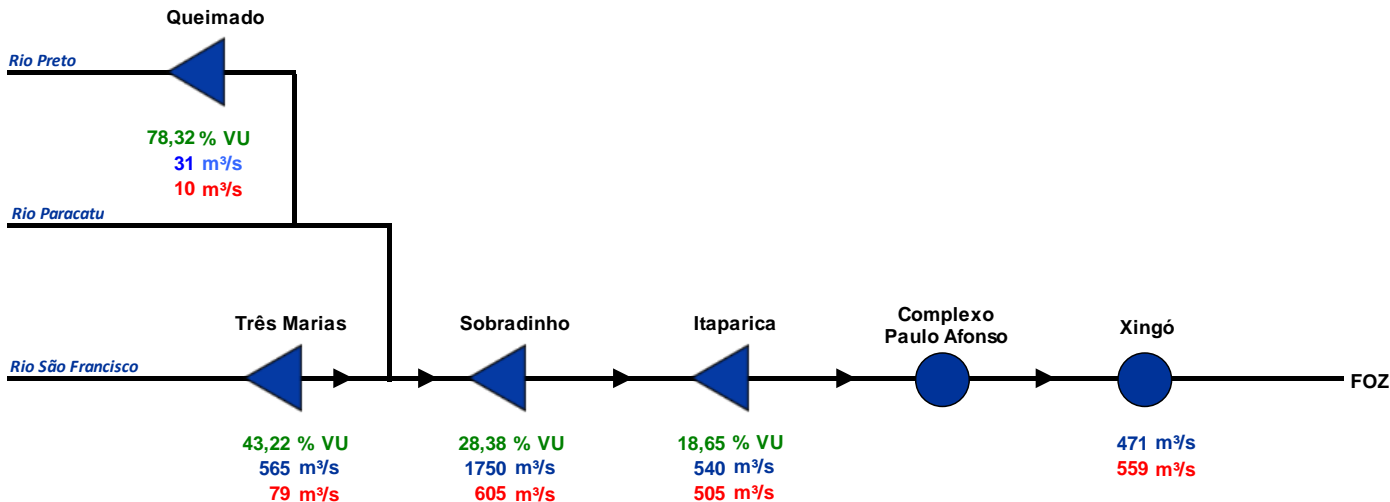 Queimado
Rio Preto
78,32 % VU
31 m³/s
10 m³/s
Rio Paracatu
Três Marias
Sobradinho
Itaparica
Complexo
Paulo Afonso
Xingó
Rio São Francisco
FOZ
43,22 % VU
565 m³/s
79 m³/s
28,38 % VU
1750 m³/s
605 m³/s
18,65 % VU
540 m³/s
505 m³/s
471 m³/s
559 m³/s